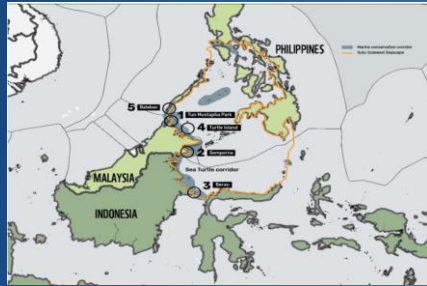 PHILIPPINES
Marine conservation corridor
Sulu Sulawesi Seascape
5 Balabac
1 Tun Mustapha Park
4 Turtle Island
2 Semporna
Sea Turtle corridor
MALAYSIA
3 Berau
INDONESIA